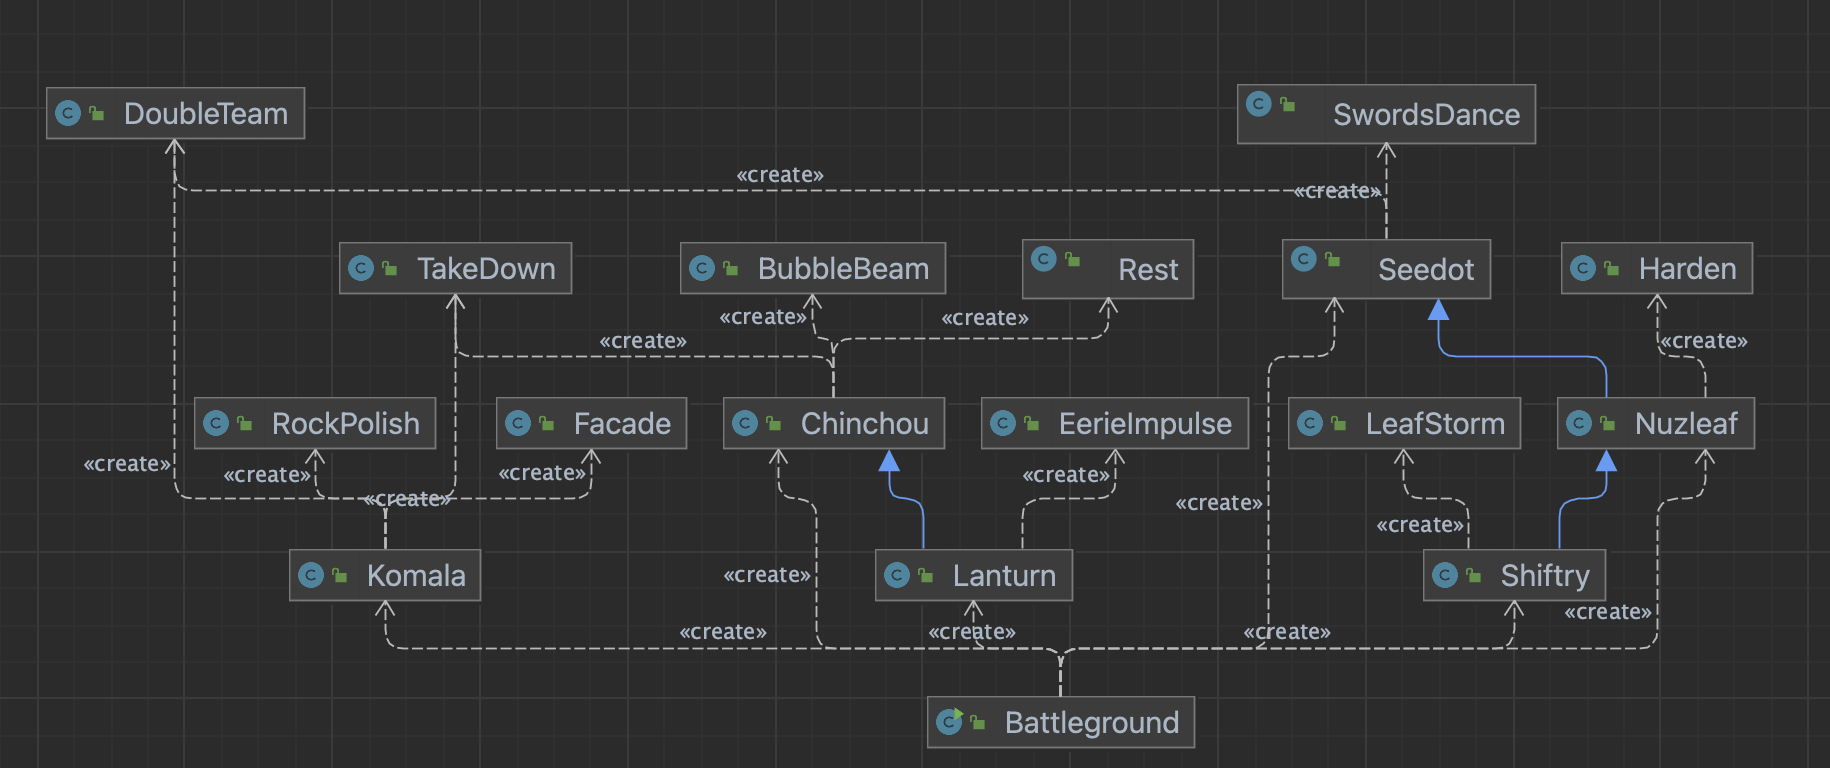 DoubleTeam
SwordsDance
«create»
«create»
TakeDown
BubbleBeam
Rest
Seedot
Harden
«create»
«create»
«create»
«create»
RockPolish
Facade
Chinchou
EerieImpulse
LeafStorm
Nuzleaf
«create»
«create»
«create»
«create»
«create»
«create»
«create»
«create»
Komala
Lanturn
Shiftry
«create»
«create»
«create»
«create»
«create»
Battleground